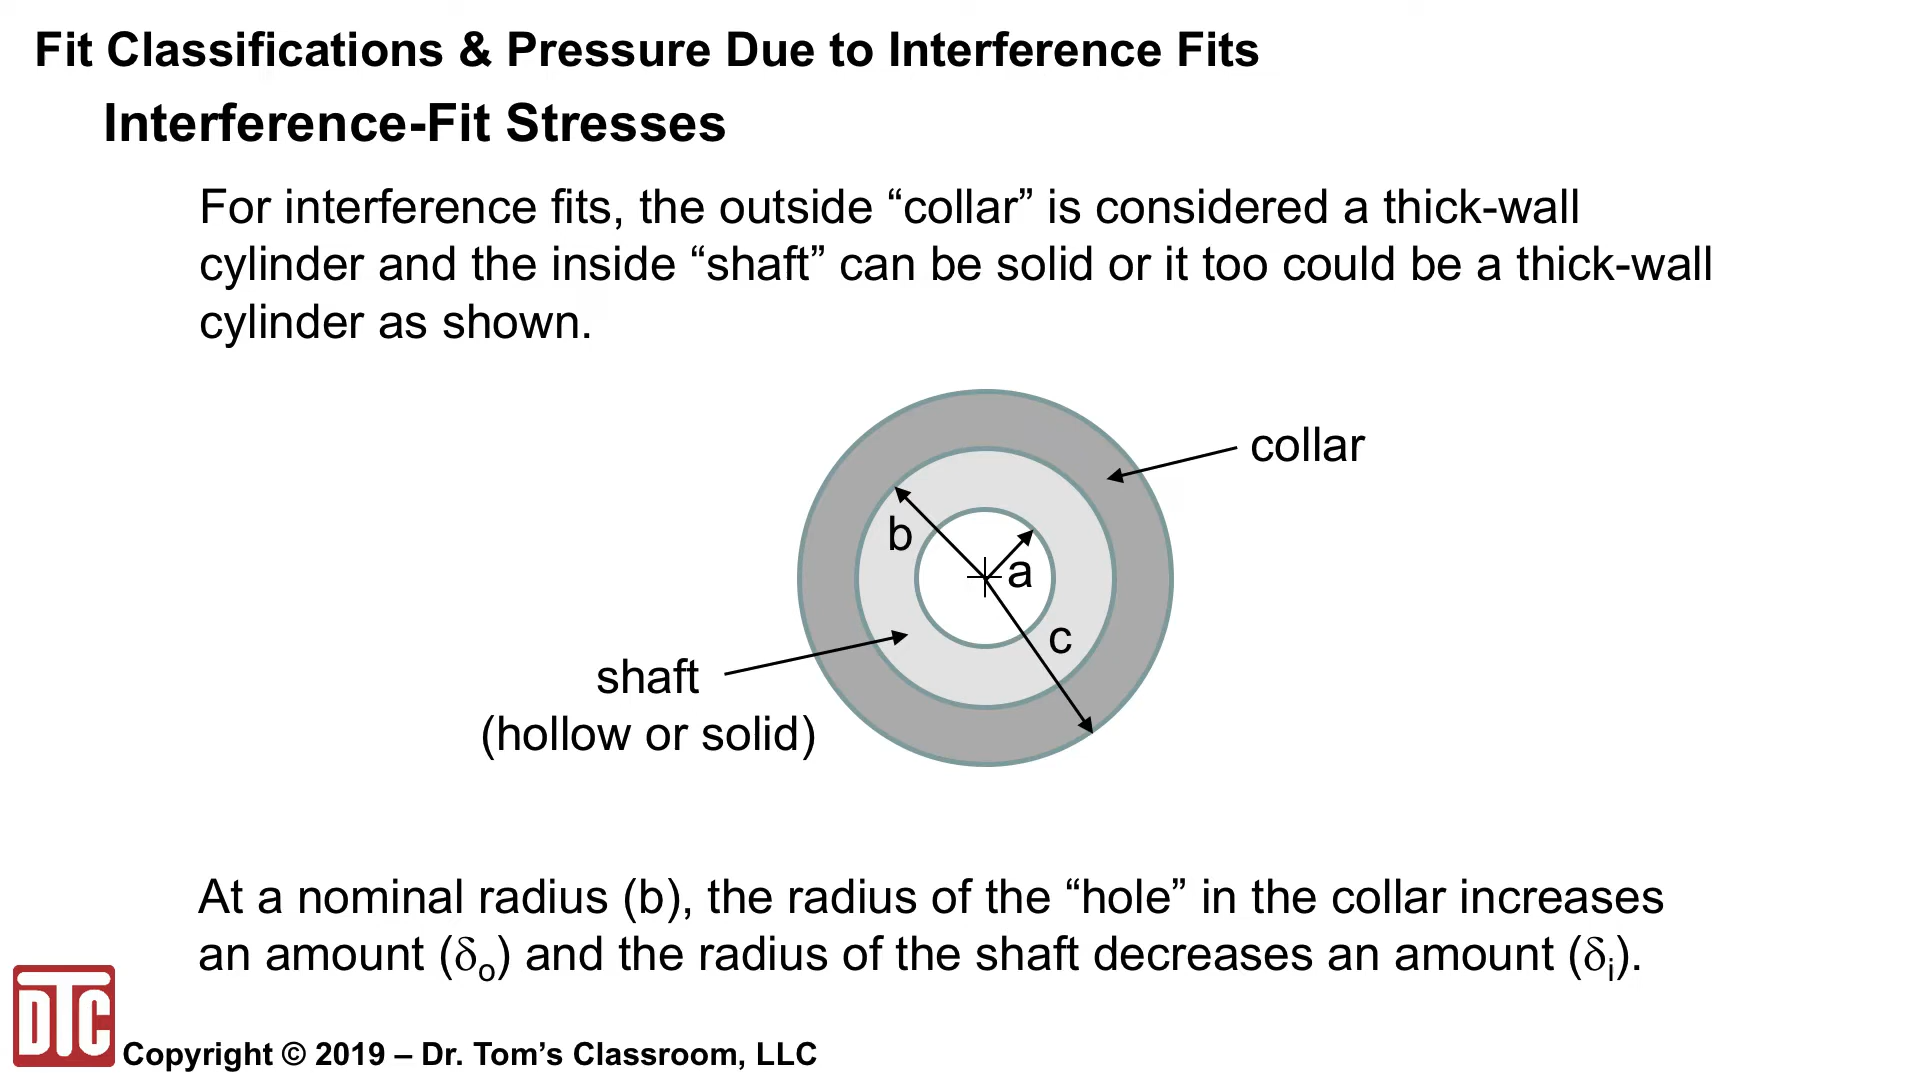 Fit Classifications & Pressure Due to Interference Fits
Interference-Fit Stresses
For interference fits, the outside “collar” is considered a thick-wall
cylinder and the inside “shaft” can be solid or it too could be a thick-wall
cylinder as shown.
collar
b
a
c
shaft
(hollow or solid)
At a nominal radius (b), the radius of the “hole” in the collar increases
an amount (δo) and the radius of the shaft decreases an amount (δi).
DTC
Copyright © 2019 – Dr. Tom’s Classroom, LLC